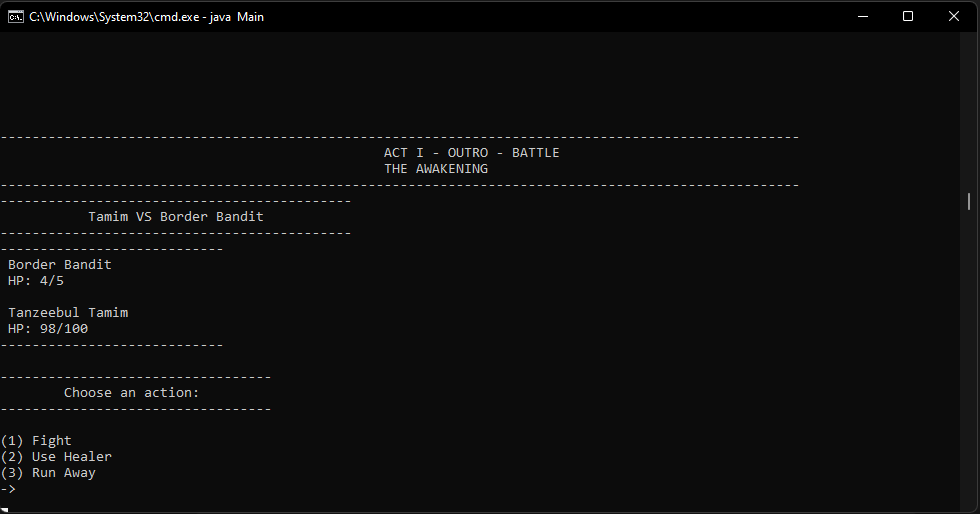 C:\Windows\System32\cmd.exe - java  Main
----------------------------------------------------------------------------------------------------
ACT I - OUTRO - BATTLE
THE AWAKENING
----------------------------------------------------------------------------------------------------
--------------------------------------------
Tamim VS Border Bandit
--------------------------------------------
----------------------------
Border Bandit
HP: 4/5
Tanzeebul Tamim
HP: 98/100
----------------------------
----------------------------------
Choose an action:
----------------------------------
(1) Fight
(2) Use Healer
(3) Run Away
->